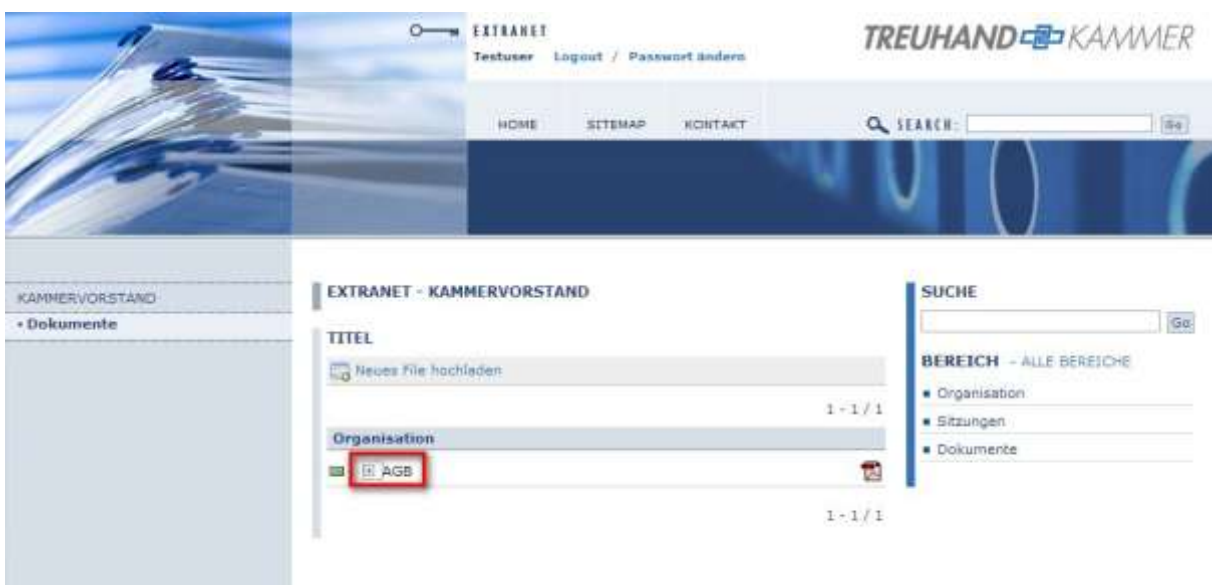 EXTRANET
TREUHAND KAMMER
Testuser Logout / Passwort ändern
HOME SITEMAP KONTAKT SEARCH: Go
KAMMERVORSTAND
Dokumente
EXTRANET - KAMMERVORSTAND
TITEL
Neues File hochladen
1 - 1 / 1
Organisation
AGB
1 - 1 / 1
SUCHE
Go
BEREICH - ALLE BEREICHE
Organisation
Sitzungen
Dokumente